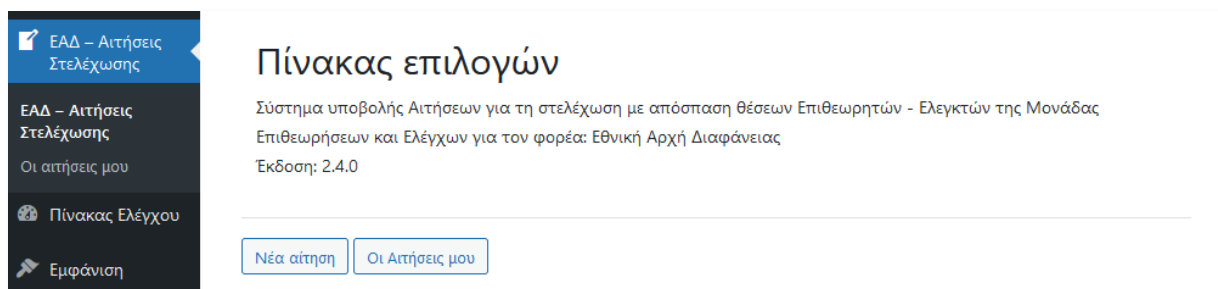 ΕΑΔ – Αιτήσεις
Στελέχωσης
ΕΑΔ – Αιτήσεις
Στελέχωσης
Οι αιτήσεις μου
Πίνακας Ελέγχου
Εμφάνιση
Πίνακας επιλογών
Σύστημα υποβολής Αιτήσεων για τη στελέχωση με απόσπαση θέσεων Επιθεωρητών - Ελεγκτών της Μονάδας
Επιθεωρήσεων και Ελέγχων για τον φορέα: Εθνική Αρχή Διαφάνειας
Έκδοση: 2.4.0
Νέα αίτηση
Οι Αιτήσεις μου